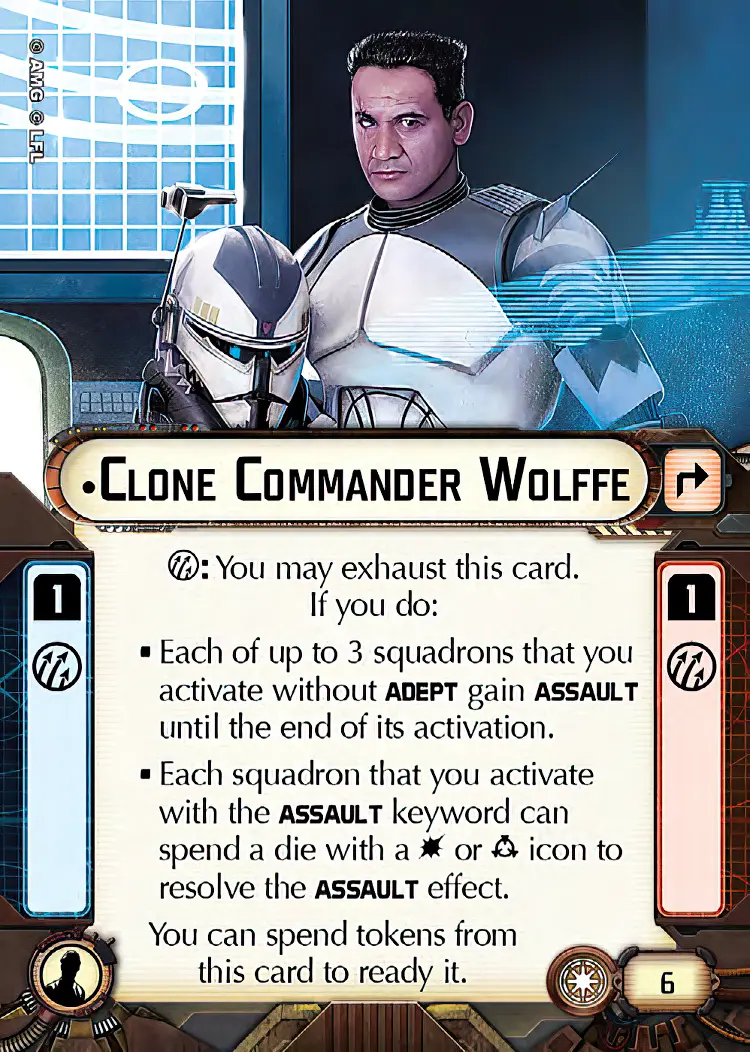 © AMG © LFL
•Clone Commander Wolffe
: You may exhaust this card.
If you do:
▪ Each of up to 3 squadrons that you
activate without ADEPT gain ASSAULT
until the end of its activation.
▪ Each squadron that you activate
with the ASSAULT keyword can
spend a die with a or icon to
resolve the ASSAULT effect.
You can spend tokens from
this card to ready it.
1
1
6